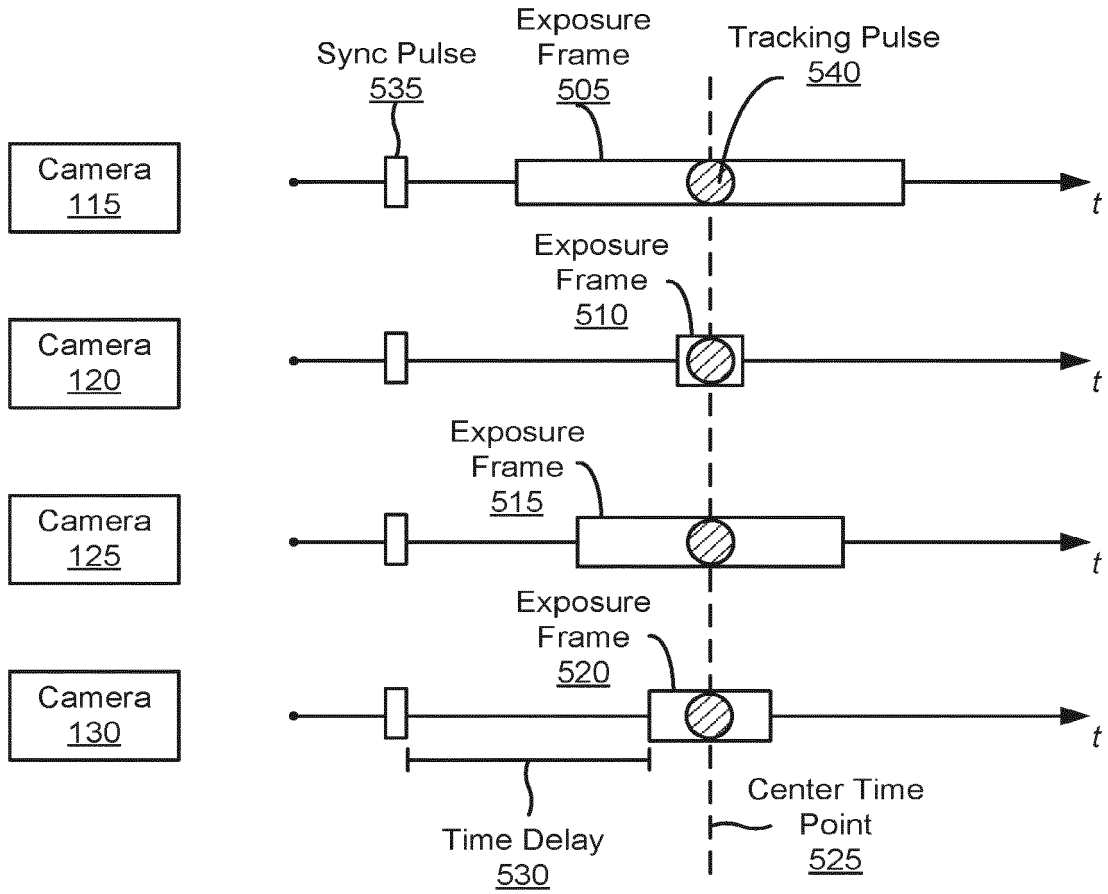 Exposure
Frame
505
Sync Pulse
535
Tracking Pulse
540
Camera
115
t
Exposure
Frame
510
Camera
120
t
Exposure
Frame
515
Camera
125
t
Exposure
Frame
520
Camera
130
t
Time Delay
530
Center Time
Point
525